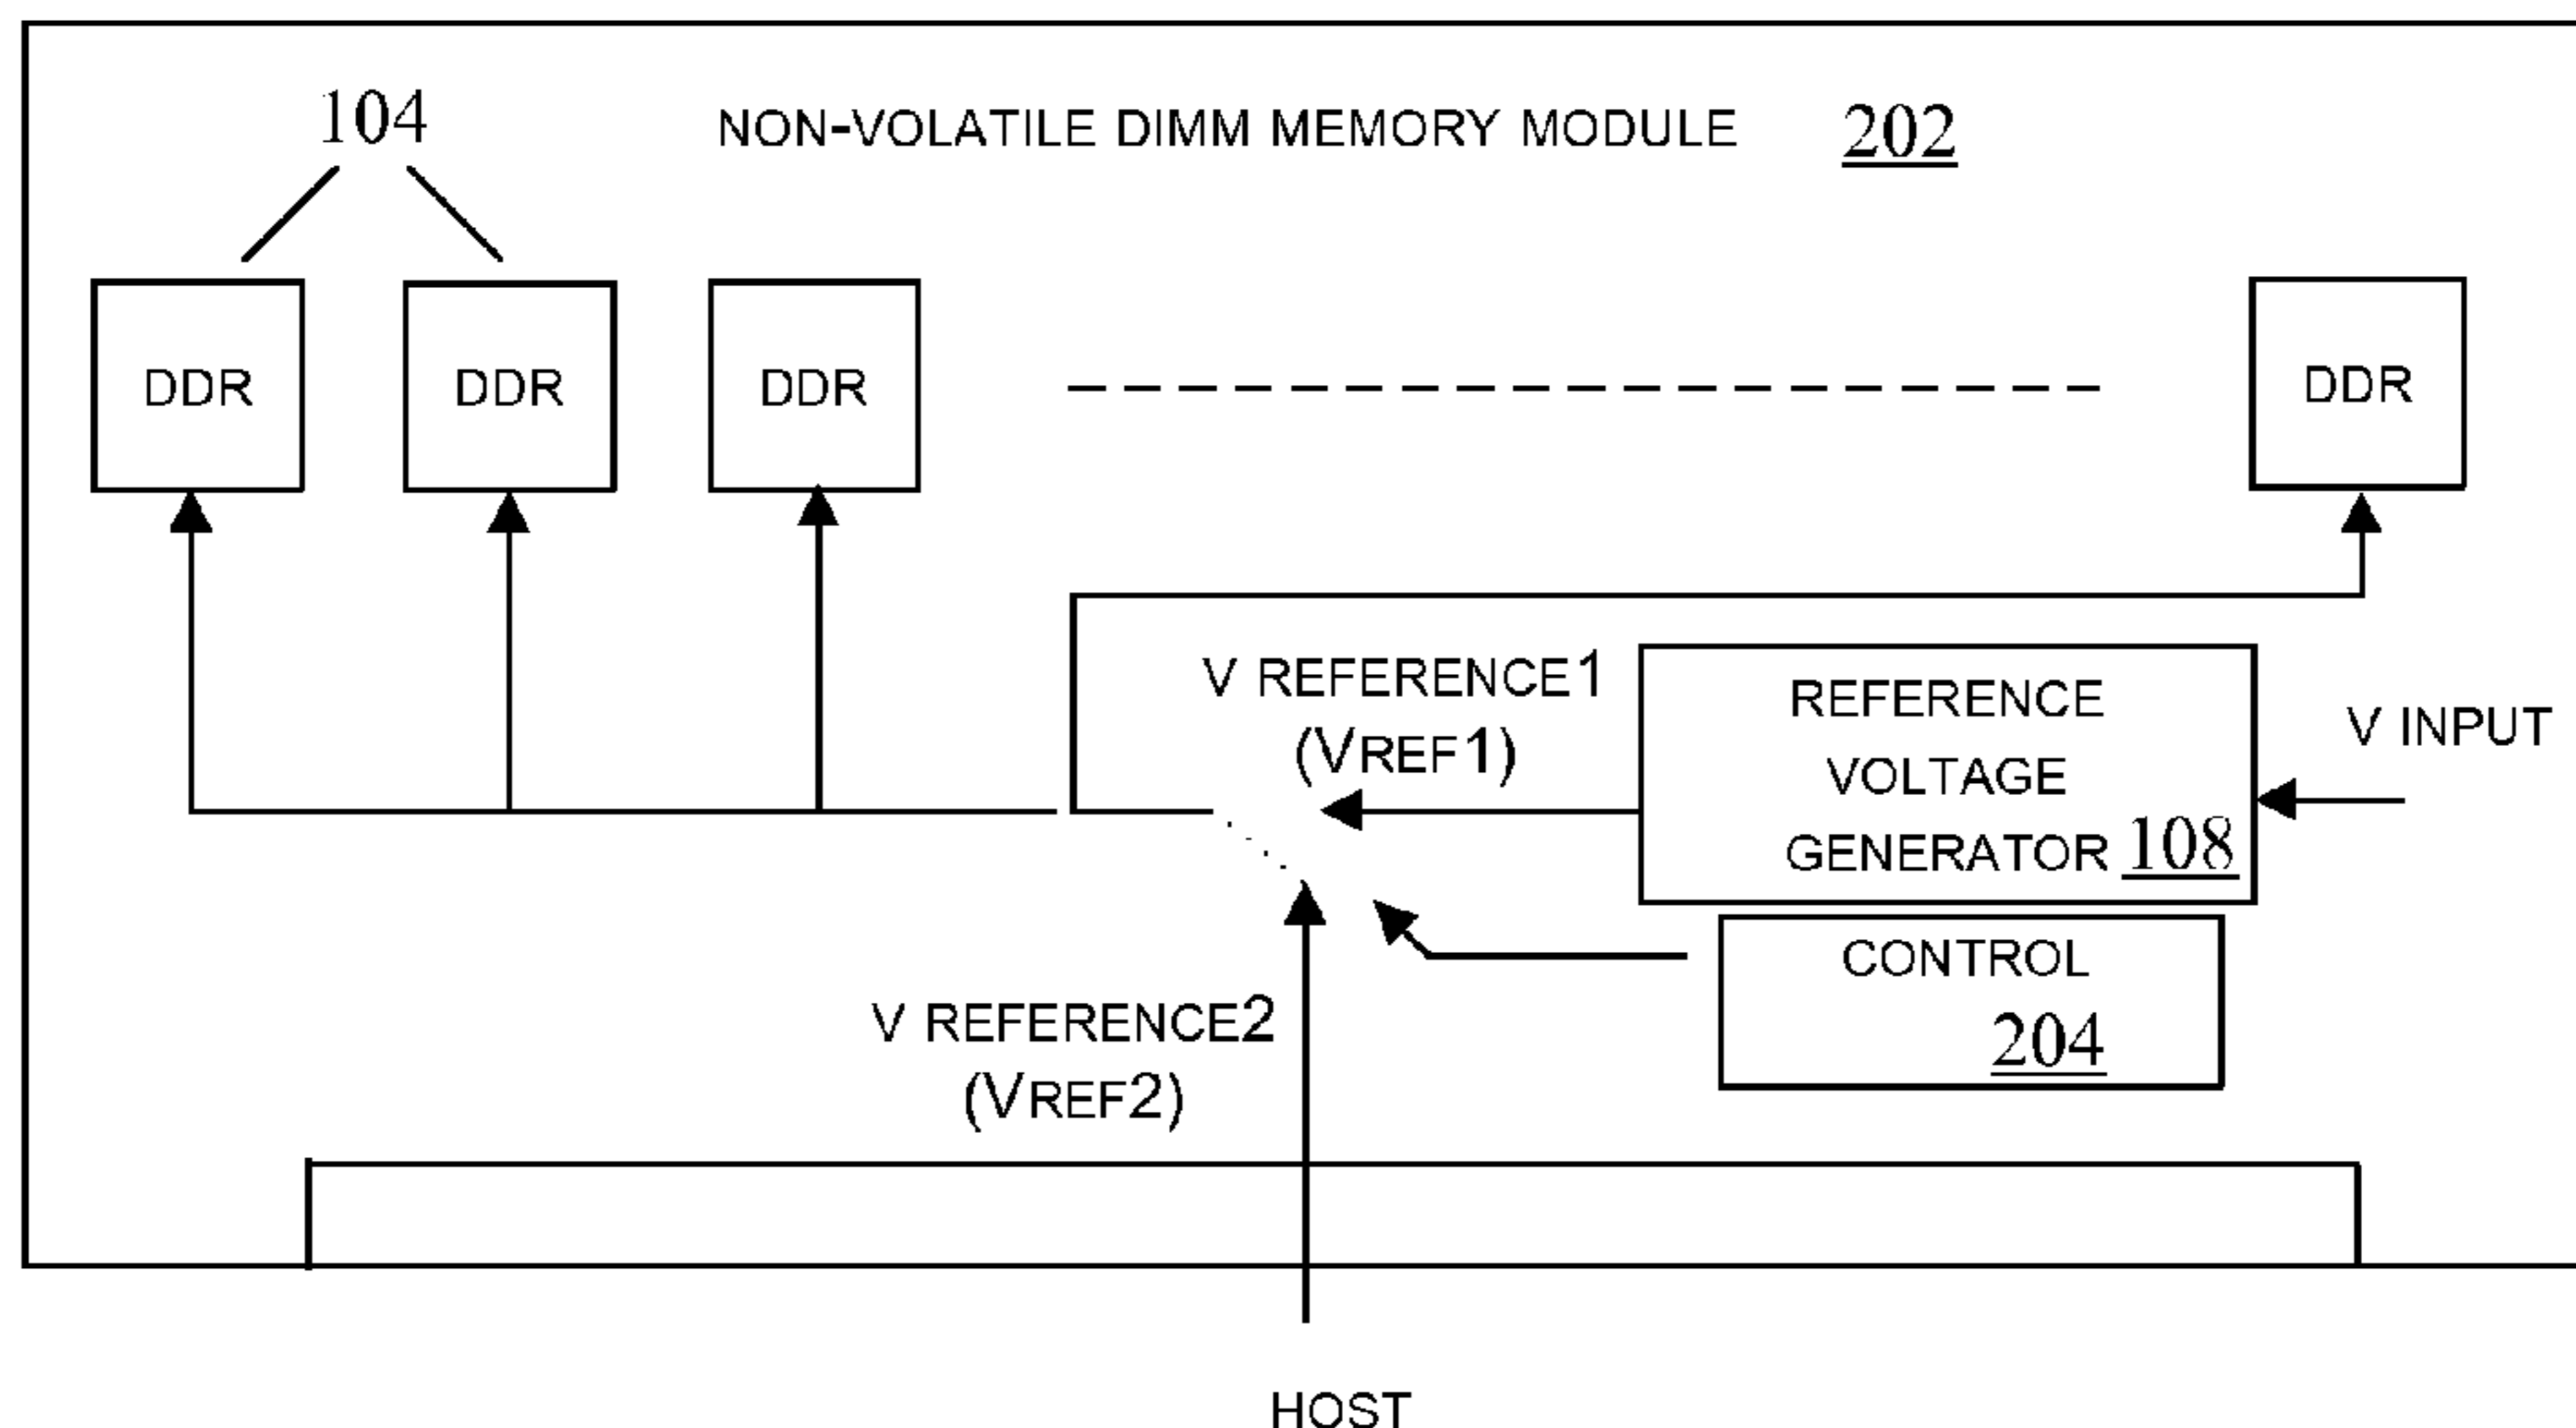 104
NON-VOLATILE DIMM MEMORY MODULE 202
DDR
DDR
DDR
DDR
V REFERENCE1
(VREF1)
REFERENCE
VOLTAGE
GENERATOR 108
V INPUT
CONTROL
204
V REFERENCE2
(VREF2)
HOST